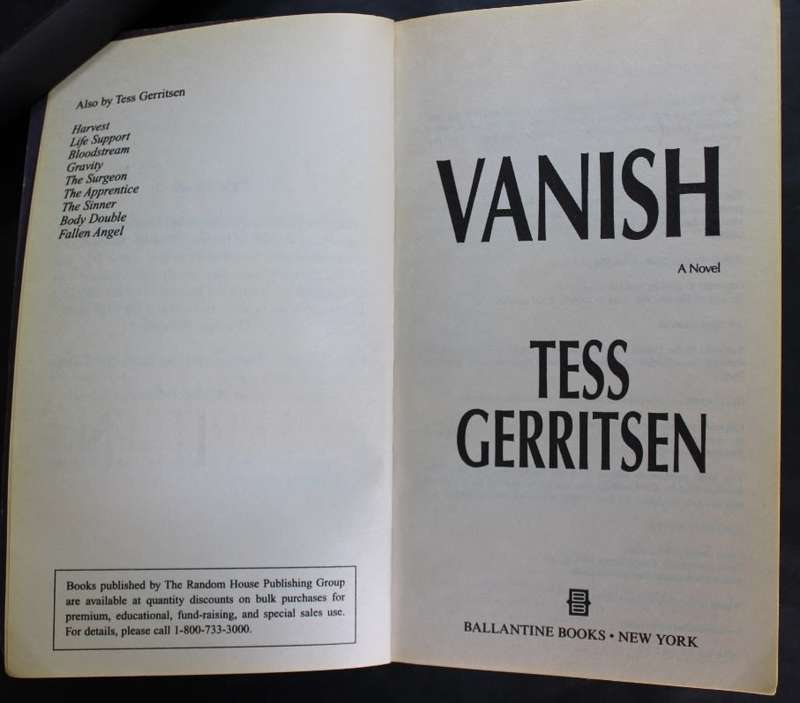 Also by Tess Gerritsen
Harvest
Life Support
Bloodstream
Gravity
The Surgeon
The Apprentice
The Sinner
Body Double
Fallen Angel
Books published by The Random House Publishing Group
are available at quantity discounts on bulk purchases for
premium, educational, fund-raising, and special sales use.
For details, please call 1-800-733-3000.
VANISH
A Novel
TESS
GERRITSEN
BALLANTINE BOOKS • NEW YORK